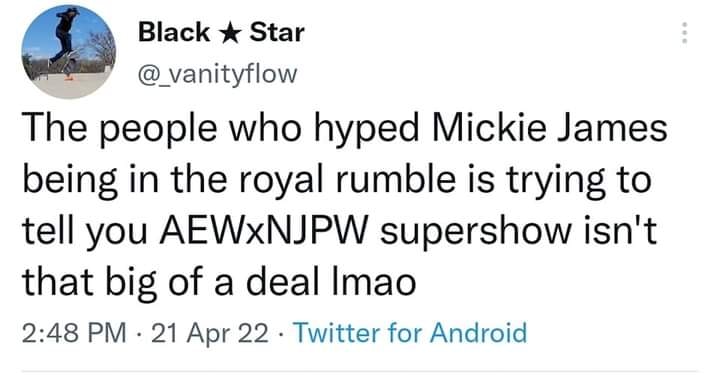 Black ★ Star
@_vanityflow
The people who hyped Mickie James
being in the royal rumble is trying to
tell you AEWxNJPW supershow isn't
that big of a deal lmao
2:48 PM · 21 Apr 22 · Twitter for Android